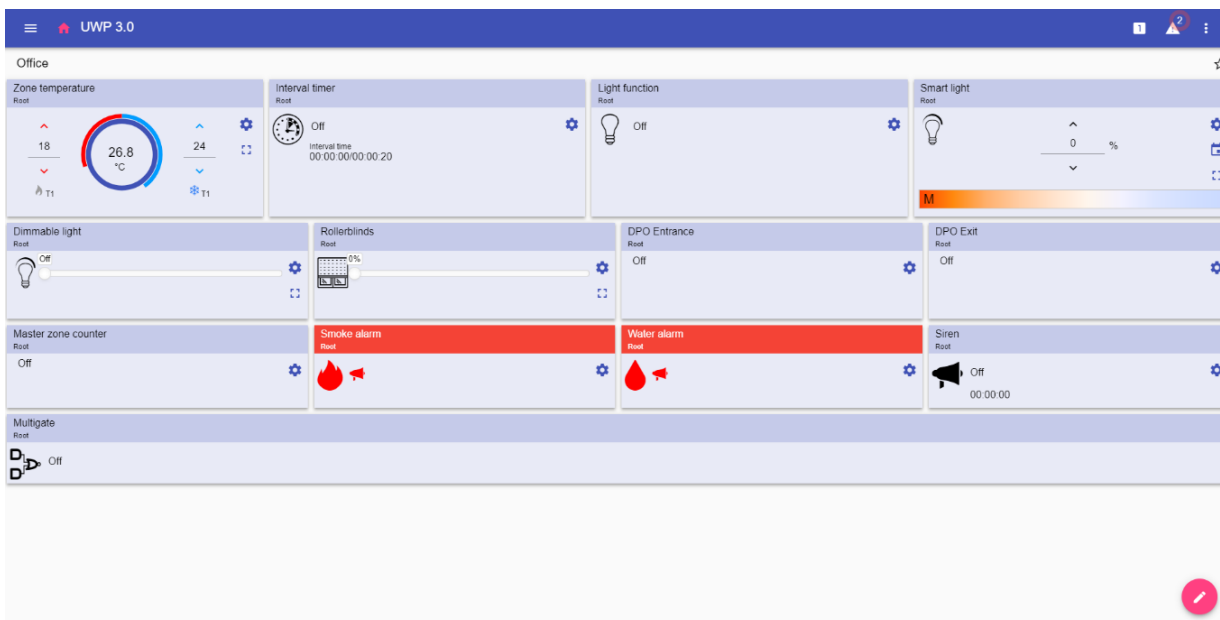 UWP 3.0
1
2
Office
Zone temperature
Root
18
26.8
°C
24
T1
T1
Interval timer
Root
Off
Interval time
00:00:00/00:00:20
Light function
Root
Off
Smart light
Root
0 %
M
Dimmable light
Root
Off
Rollerblinds
Root
0%
DPO Entrance
Root
Off
DPO Exit
Root
Off
Master zone counter
Root
Off
Smoke alarm
Root
Water alarm
Root
Siren
Root
Off
00:00:00
Multigate
Root
Off